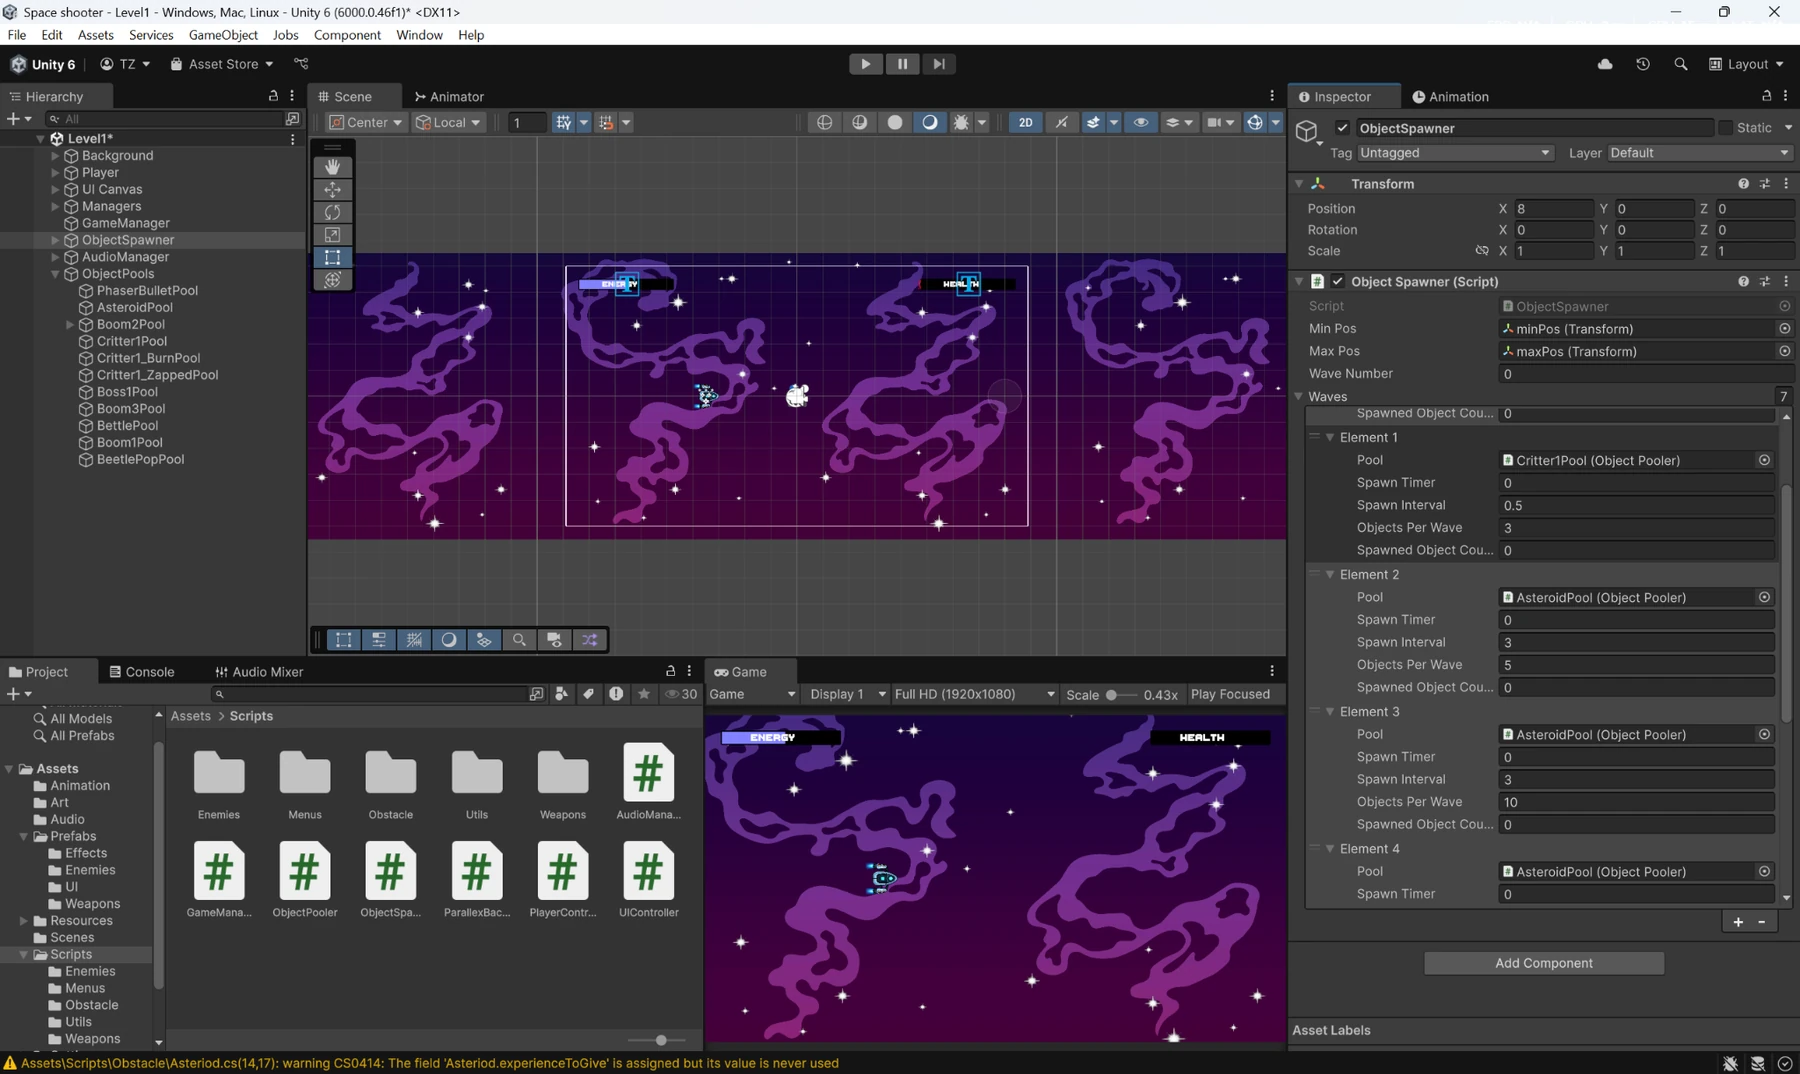 Space shooter - Level1 - Windows, Mac, Linux - Unity 6 (6000.0.46f1)* <DX11>
File Edit Assets Services GameObject Jobs Component Window Help
Unity 6 TZ Asset Store Layout
Hierarchy
All
Level1*
Background
Player
UI Canvas
Managers
GameManager
ObjectSpawner
AudioManager
ObjectPools
PhaserBulletPool
AsteroidPool
Boom2Pool
Critter1Pool
Critter1_BurnPool
Critter1_ZappedPool
Boss1Pool
Boom3Pool
BettlePool
Boom1Pool
BeetlePopPool
Scene Animator
Center Local 1 2D
ENERGY
HEALTH
Inspector Animation
ObjectSpawner Static
Tag Untagged Layer Default
Transform
Position X 8 Y 0 Z 0
Rotation X 0 Y 0 Z 0
Scale X 1 Y 1 Z 1
Object Spawner (Script)
Script ObjectSpawner
Min Pos minPos (Transform)
Max Pos maxPos (Transform)
Wave Number 0
Waves 7
Spawned Object Cou... 0
Element 1
Pool Critter1Pool (Object Pooler)
Spawn Timer 0
Spawn Interval 0.5
Objects Per Wave 3
Spawned Object Cou... 0
Element 2
Pool AsteroidPool (Object Pooler)
Spawn Timer 0
Spawn Interval 3
Objects Per Wave 5
Spawned Object Cou... 0
Element 3
Pool AsteroidPool (Object Pooler)
Spawn Timer 0
Spawn Interval 3
Objects Per Wave 10
Spawned Object Cou... 0
Element 4
Pool AsteroidPool (Object Pooler)
Spawn Timer 0
Add Component
Asset Labels
Project Console Audio Mixer
30
All Models
All Prefabs
Assets
Animation
Art
Audio
Prefabs
Effects
Enemies
UI
Weapons
Resources
Scenes
Scripts
Enemies
Menus
Obstacle
Utils
Weapons
Assets > Scripts
Enemies Menus Obstacle Utils Weapons AudioMana...
GameMana... ObjectPooler ObjectSpa... ParallexBac... PlayerContr... UIController
Game
Game Display 1 Full HD (1920x1080) Scale 0.43x Play Focused
ENERGY
HEALTH
Assets\Scripts\Obstacle\Asteriod.cs(14,17): warning CS0414: The field 'Asteriod.experienceToGive' is assigned but its value is never used